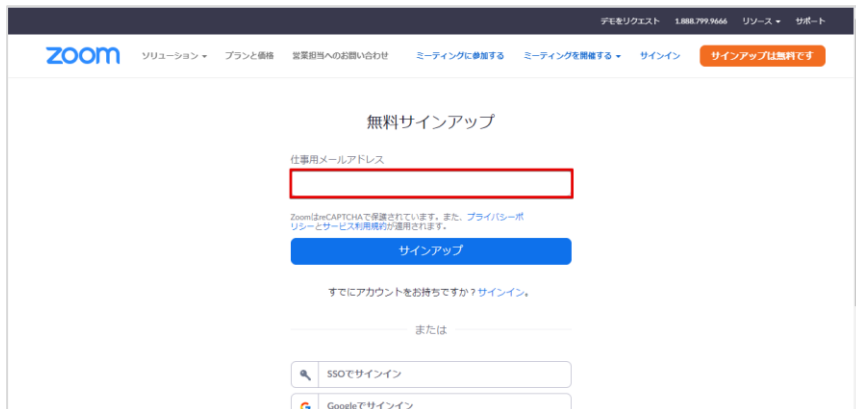 デモをリクエスト 1.888.799.9666 リソース サポート
zoom ソリューション プランと価格 営業担当へのお問い合わせ ミーティングに参加する ミーティングを開催する サインイン サインアップは無料です
無料サインアップ
仕事用メールアドレス
ZoomはreCAPTCHAで保護されています。また、プライバシーポ
リシーとサービス利用規約が適用されます。
サインアップ
すでにアカウントをお持ちですか？サインイン。
または
SSOでサインイン
Googleでサインイン